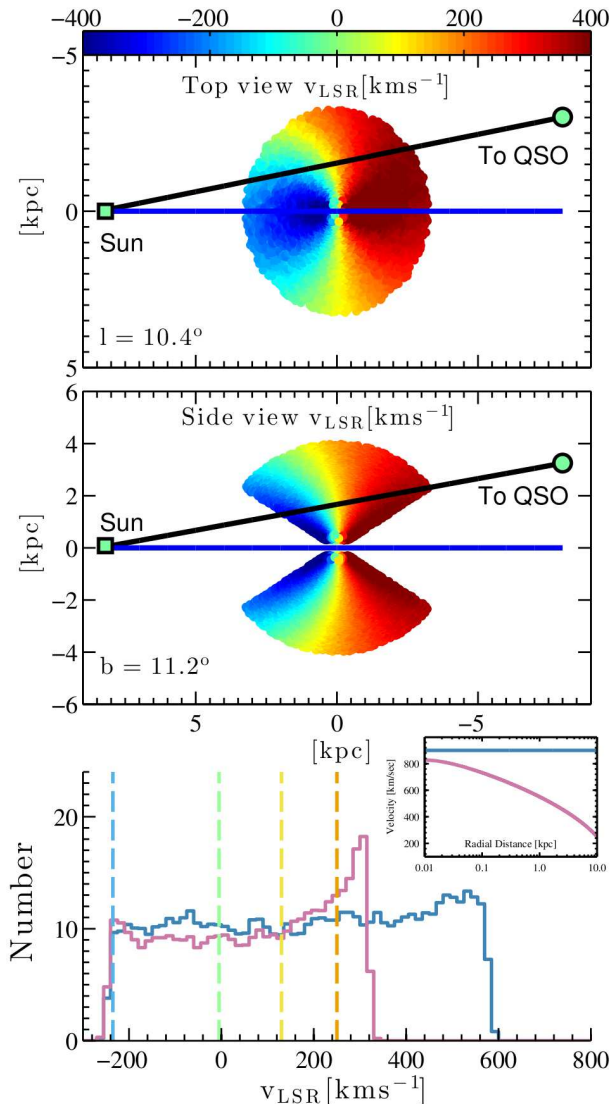 −400 −200 0 200 400
Top view v_LSR[kms⁻¹]
−5
0
5
[kpc]
To QSO
Sun
l = 10.4°
Side view v_LSR[kms⁻¹]
6
4
2
0
−2
−4
−6
[kpc]
To QSO
Sun
b = 11.2°
5 0 −5
[kpc]
800
600
400
200
Velocity [km/sec]
Radial Distance [kpc]
0.01 0.1 1.0 10.0
20
10
0
Number
−200 0 200 400 600 800
v_LSR[kms⁻¹]